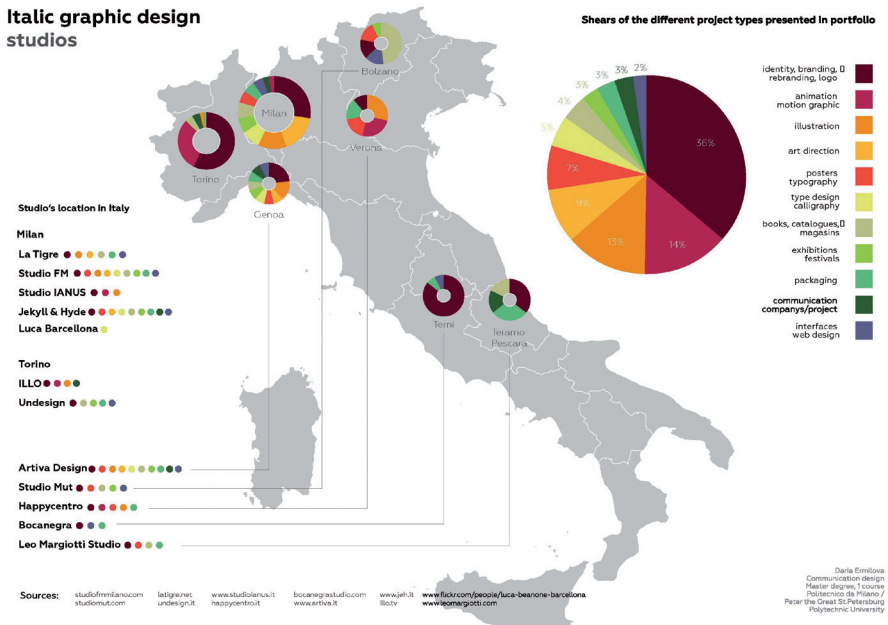 Italic graphic design
studios
Shears of the different project types presented in portfolio
identity, branding, ▯
rebranding, logo
animation
motion graphic
illustration
art direction
posters
typography
type design
calligraphy
books, catalogues,▯
magasins
exhibitions
festivals
packaging
communication
companys/project
interfaces
web design
36%
14%
13%
9%
7%
5%
4%
3%
3%
3%
2%
Bolzano
Milan
Verona
Torino
Genoa
Terni
Teramo
Pescara
Studio's location in Italy
Milan
La Tigre
Studio FM
Studio IANUS
Jekyll & Hyde
Luca Barcellona
Torino
ILLO
Undesign
Artiva Design
Studio Mut
Happycentro
Bocanegra
Leo Margiotti Studio
Sources:
studiofmmilano.com latigre.net www.studioianus.it bocanegrastudio.com www.jeh.it www.flickr.com/people/luca-beanone-barcellona
studiomut.com undesign.it happycentro.it www.artiva.it illo.tv www.leomargiotti.com
Daria Ermilova
Communication design
Master degree, 1 course
Politecnico da Milano /
Peter the Great St.Petersburg
Polytechnic University